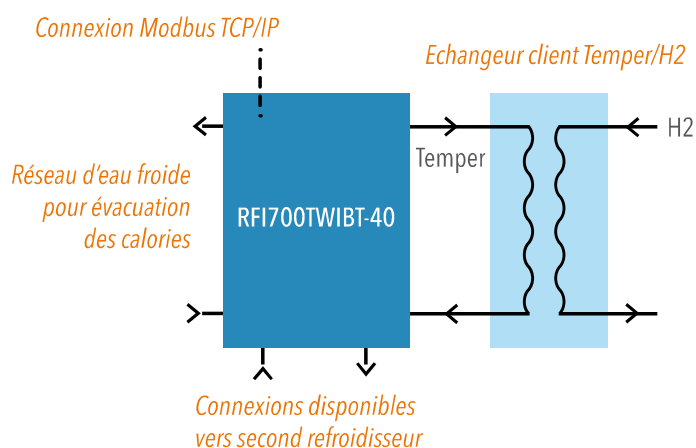 Connexion Modbus TCP/IP
Echangeur client Temper/H2
H2
Temper
Réseau d'eau froide
pour évacuation
des calories
RFI700TWIBT-40
Connexions disponibles
vers second refroidisseur